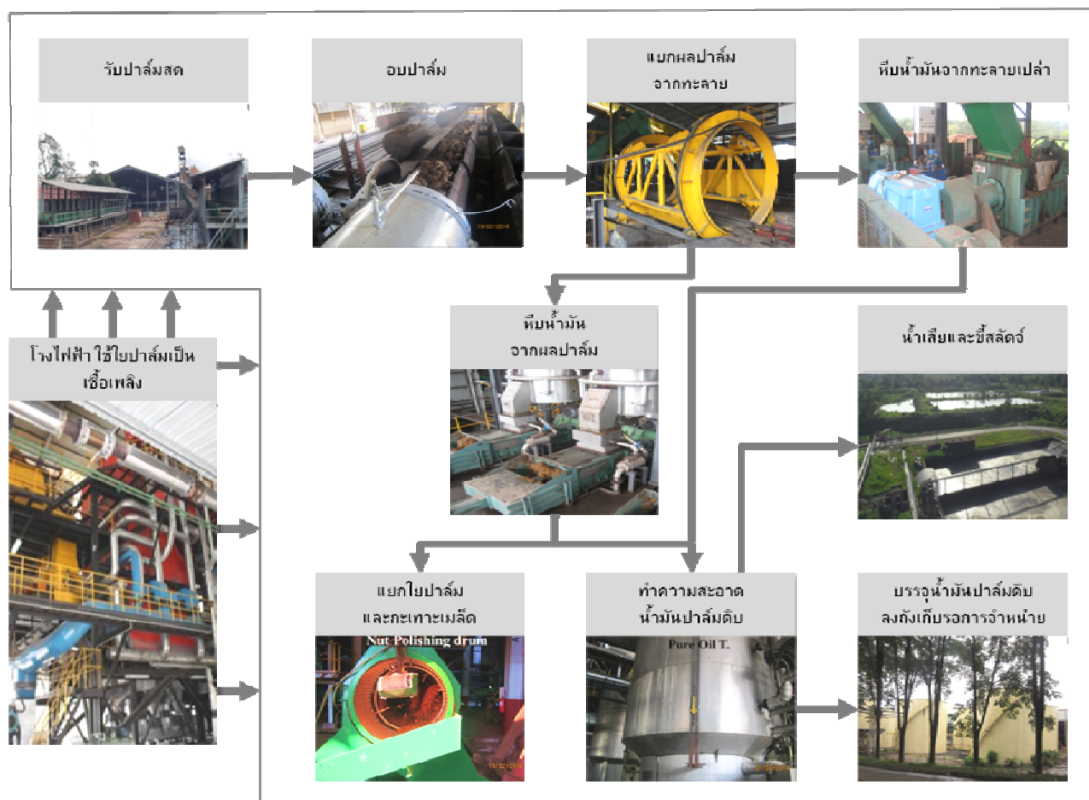 รับปาล์มสด
อบปาล์ม
แยกผลปาล์ม
จากทะลาย
หีบน้ำมันจากทะลายเปล่า
หีบน้ำมัน
จากผลปาล์ม
น้ำเสียและขี้สลัดจ์
โรงไฟฟ้า ใช้ใยปาล์มเป็น
เชื้อเพลิง
แยกใยปาล์ม
และกะเทาะเมล็ด
Nut Polishing drum
ทำความสะอาด
น้ำมันปาล์มดิบ
Pure Oil T.
บรรจุน้ำมันปาล์มดิบ
ลงถังเก็บรอการจำหน่าย